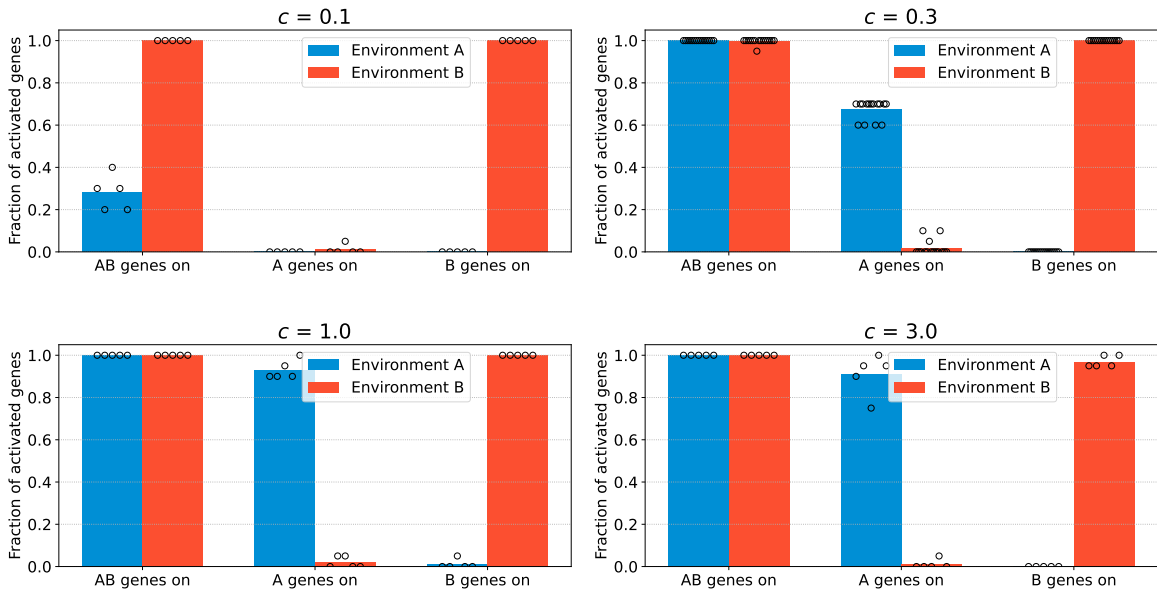 c = 0.1
Fraction of activated genes
1.0
0.8
0.6
0.4
0.2
0.0
Environment A
Environment B
AB genes on
A genes on
B genes on
c = 0.3
Fraction of activated genes
1.0
0.8
0.6
0.4
0.2
0.0
Environment A
Environment B
AB genes on
A genes on
B genes on
c = 1.0
Fraction of activated genes
1.0
0.8
0.6
0.4
0.2
0.0
Environment A
Environment B
AB genes on
A genes on
B genes on
c = 3.0
Fraction of activated genes
1.0
0.8
0.6
0.4
0.2
0.0
Environment A
Environment B
AB genes on
A genes on
B genes on